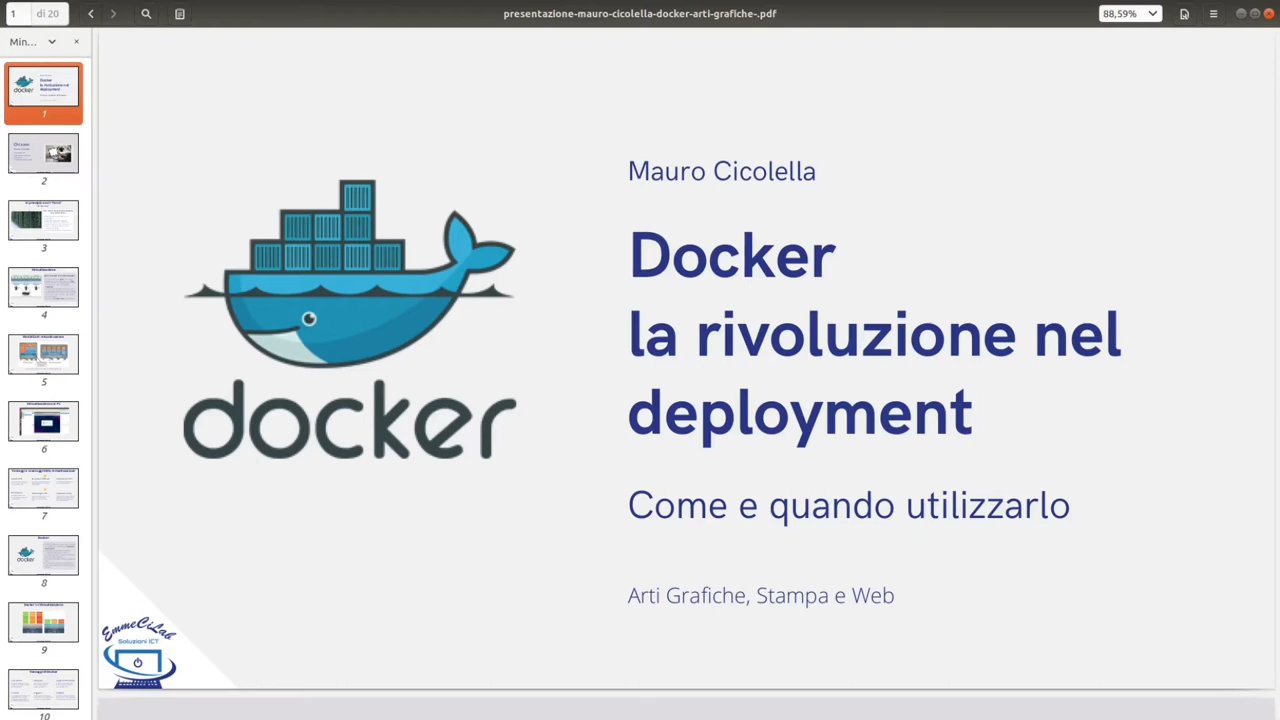 1
di 20
presentazione-mauro-cicolella-docker-arti-grafiche-.pdf
88,59%
Min...
1
2
3
4
5
6
7
8
9
10
docker
Mauro Cicolella
Docker
la rivoluzione nel
deployment
Come e quando utilizzarlo
Arti Grafiche, Stampa e Web
EmmeCiLab
Soluzioni ICT